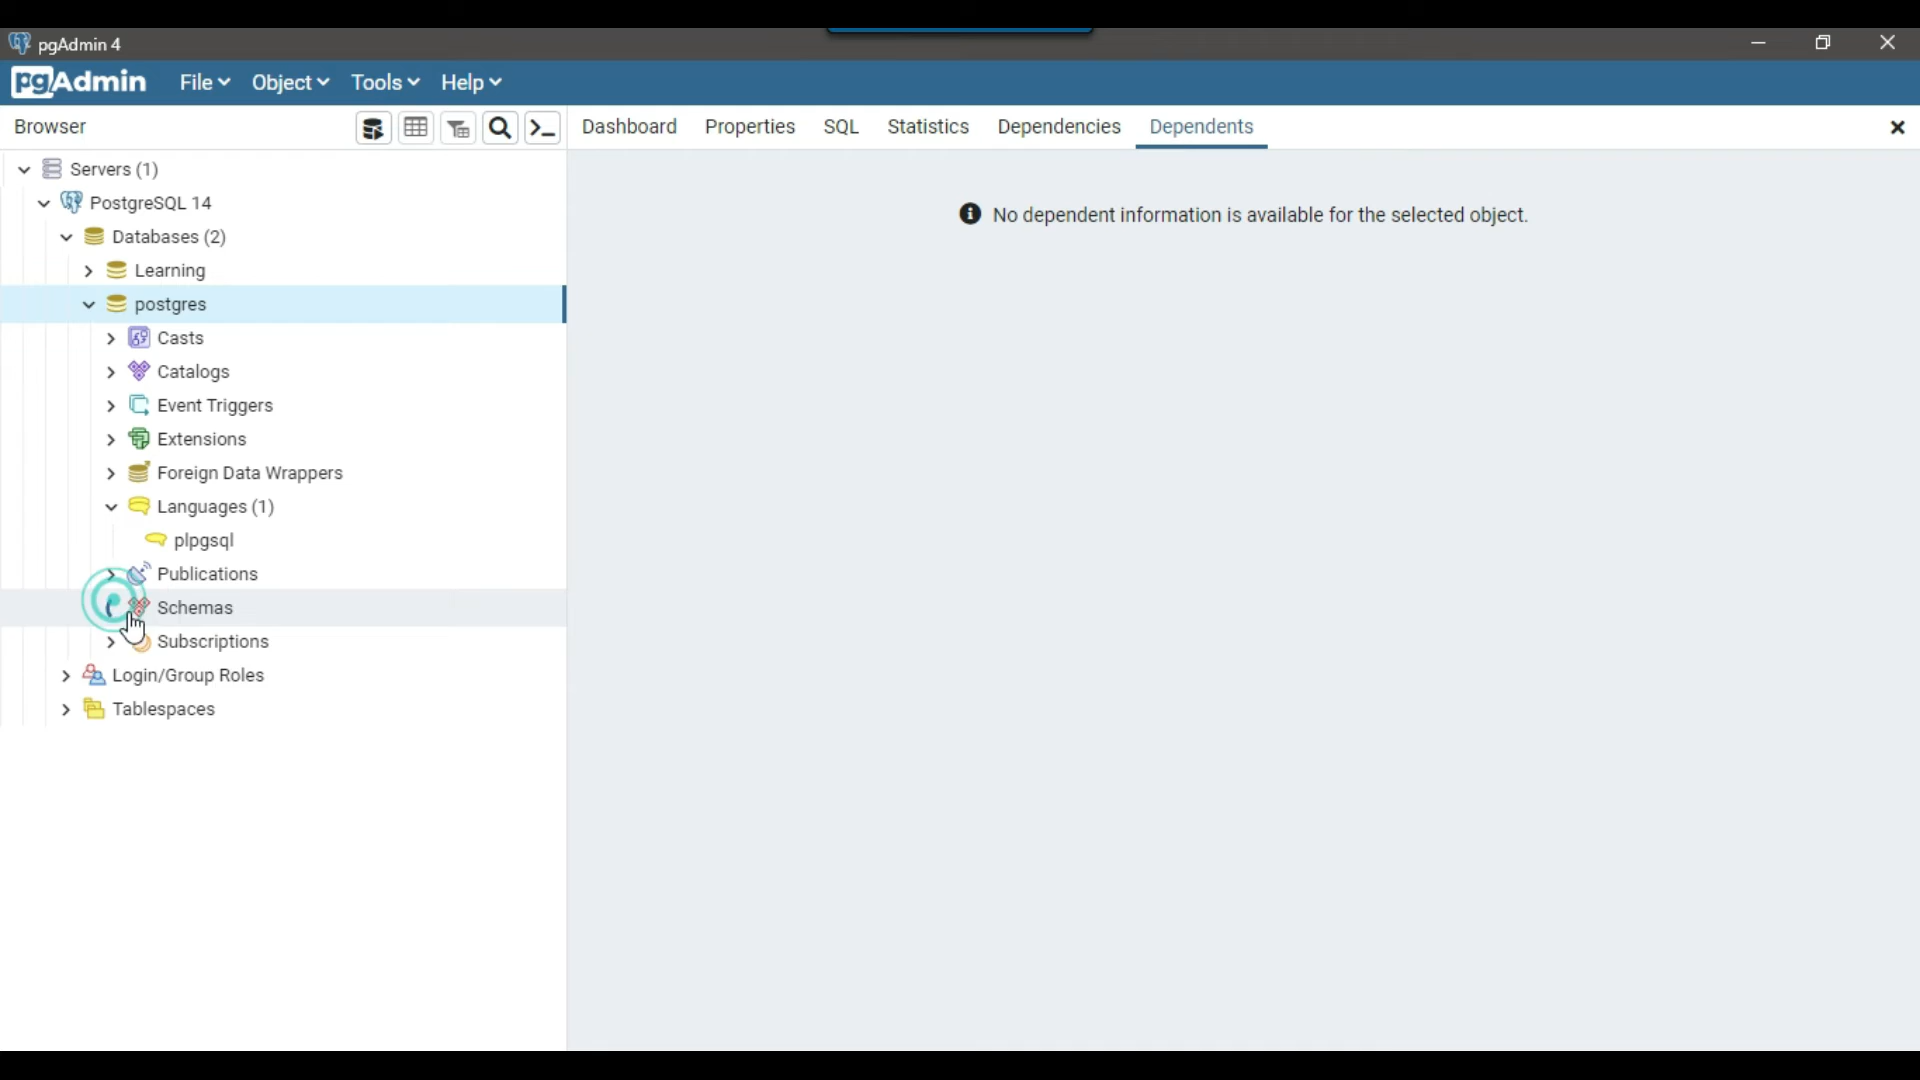 pgAdmin 4
pgAdmin File Object Tools Help
Browser
Dashboard Properties SQL Statistics Dependencies Dependents
Servers (1)
PostgreSQL 14
Databases (2)
Learning
postgres
Casts
Catalogs
Event Triggers
Extensions
Foreign Data Wrappers
Languages (1)
plpgsql
Publications
Schemas
Subscriptions
Login/Group Roles
Tablespaces
No dependent information is available for the selected object.